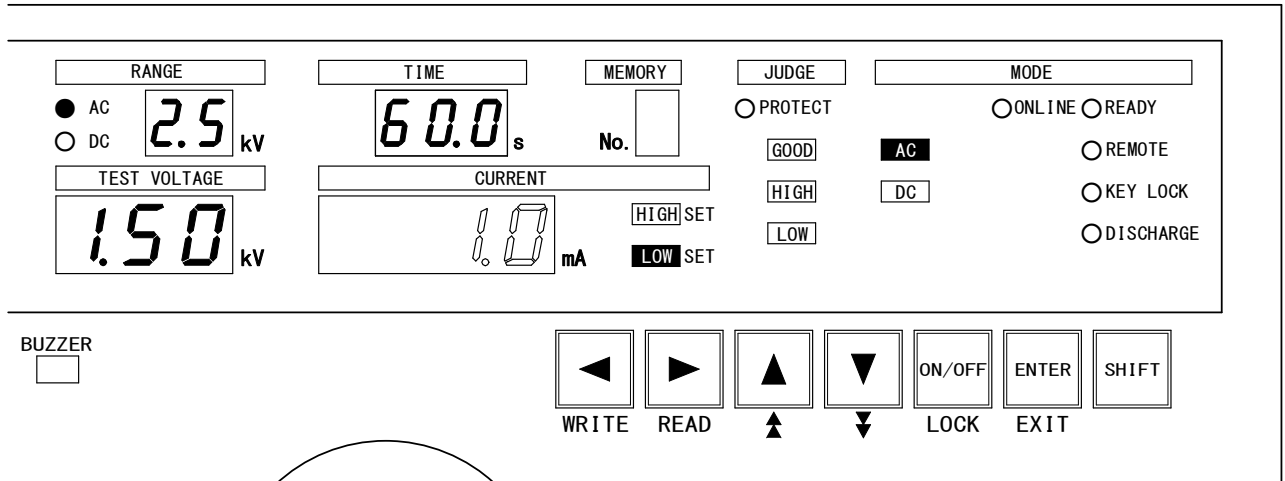 RANGE TIME MEMORY JUDGE MODE
AC 2.5 kV 60.0 s No. PROTECT ONLINE READY
DC GOOD AC REMOTE
TEST VOLTAGE CURRENT HIGH DC KEY LOCK
1.50 kV 1.0 mA HIGH SET LOW SET LOW DISCHARGE
BUZZER
ON/OFF ENTER SHIFT
WRITE READ LOCK EXIT